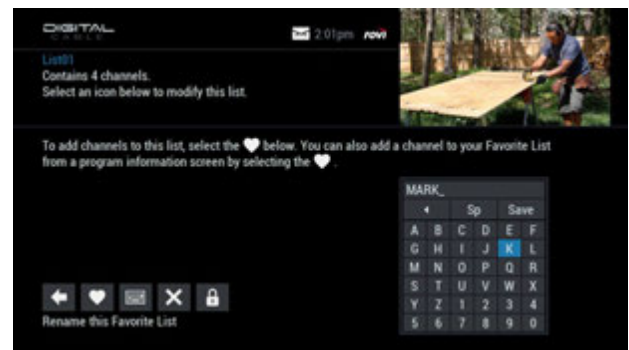 DIGITAL
CABLE
2:01pm rovi
List01
Contains 4 channels.
Select an icon below to modify this list.
To add channels to this list, select the below. You can also add a channel to your Favorite List
from a program information screen by selecting the .
MARK_
Sp Save
A B C D E F
G H I J K L
M N O P Q R
S T U V W X
Y Z 1 2 3 4
5 6 7 8 9 0
Rename this Favorite List